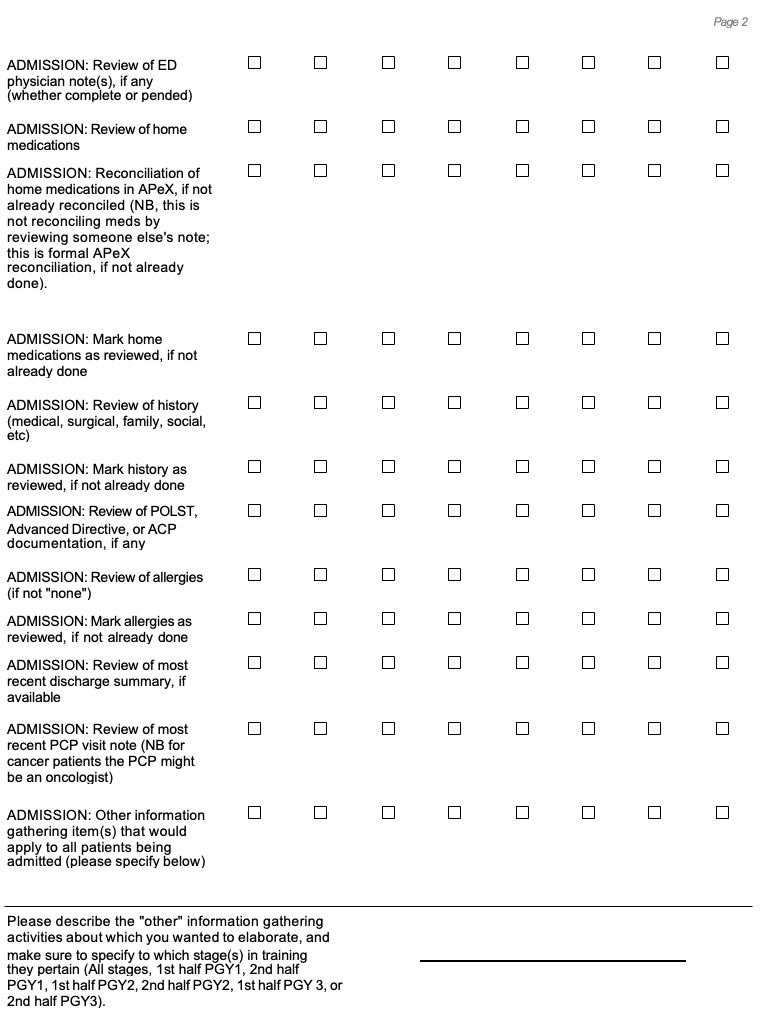 Page 2
ADMISSION: Review of ED
physician note(s), if any
(whether complete or pended)
ADMISSION: Review of home
medications
ADMISSION: Reconciliation of
home medications in APeX, if not
already reconciled (NB, this is
not reconciling meds by
reviewing someone else's note;
this is formal APeX
reconciliation, if not already
done).
ADMISSION: Mark home
medications as reviewed, if not
already done
ADMISSION: Review of history
(medical, surgical, family, social,
etc)
ADMISSION: Mark history as
reviewed, if not already done
ADMISSION: Review of POLST,
Advanced Directive, or ACP
documentation, if any
ADMISSION: Review of allergies
(if not "none")
ADMISSION: Mark allergies as
reviewed, if not already done
ADMISSION: Review of most
recent discharge summary, if
available
ADMISSION: Review of most
recent PCP visit note (NB for
cancer patients the PCP might
be an oncologist)
ADMISSION: Other information
gathering item(s) that would
apply to all patients being
admitted (please specify below)
Please describe the "other" information gathering
activities about which you wanted to elaborate, and
make sure to specify to which stage(s) in training
they pertain (All stages, 1st half PGY1, 2nd half
PGY1, 1st half PGY2, 2nd half PGY2, 1st half PGY 3, or
2nd half PGY3).